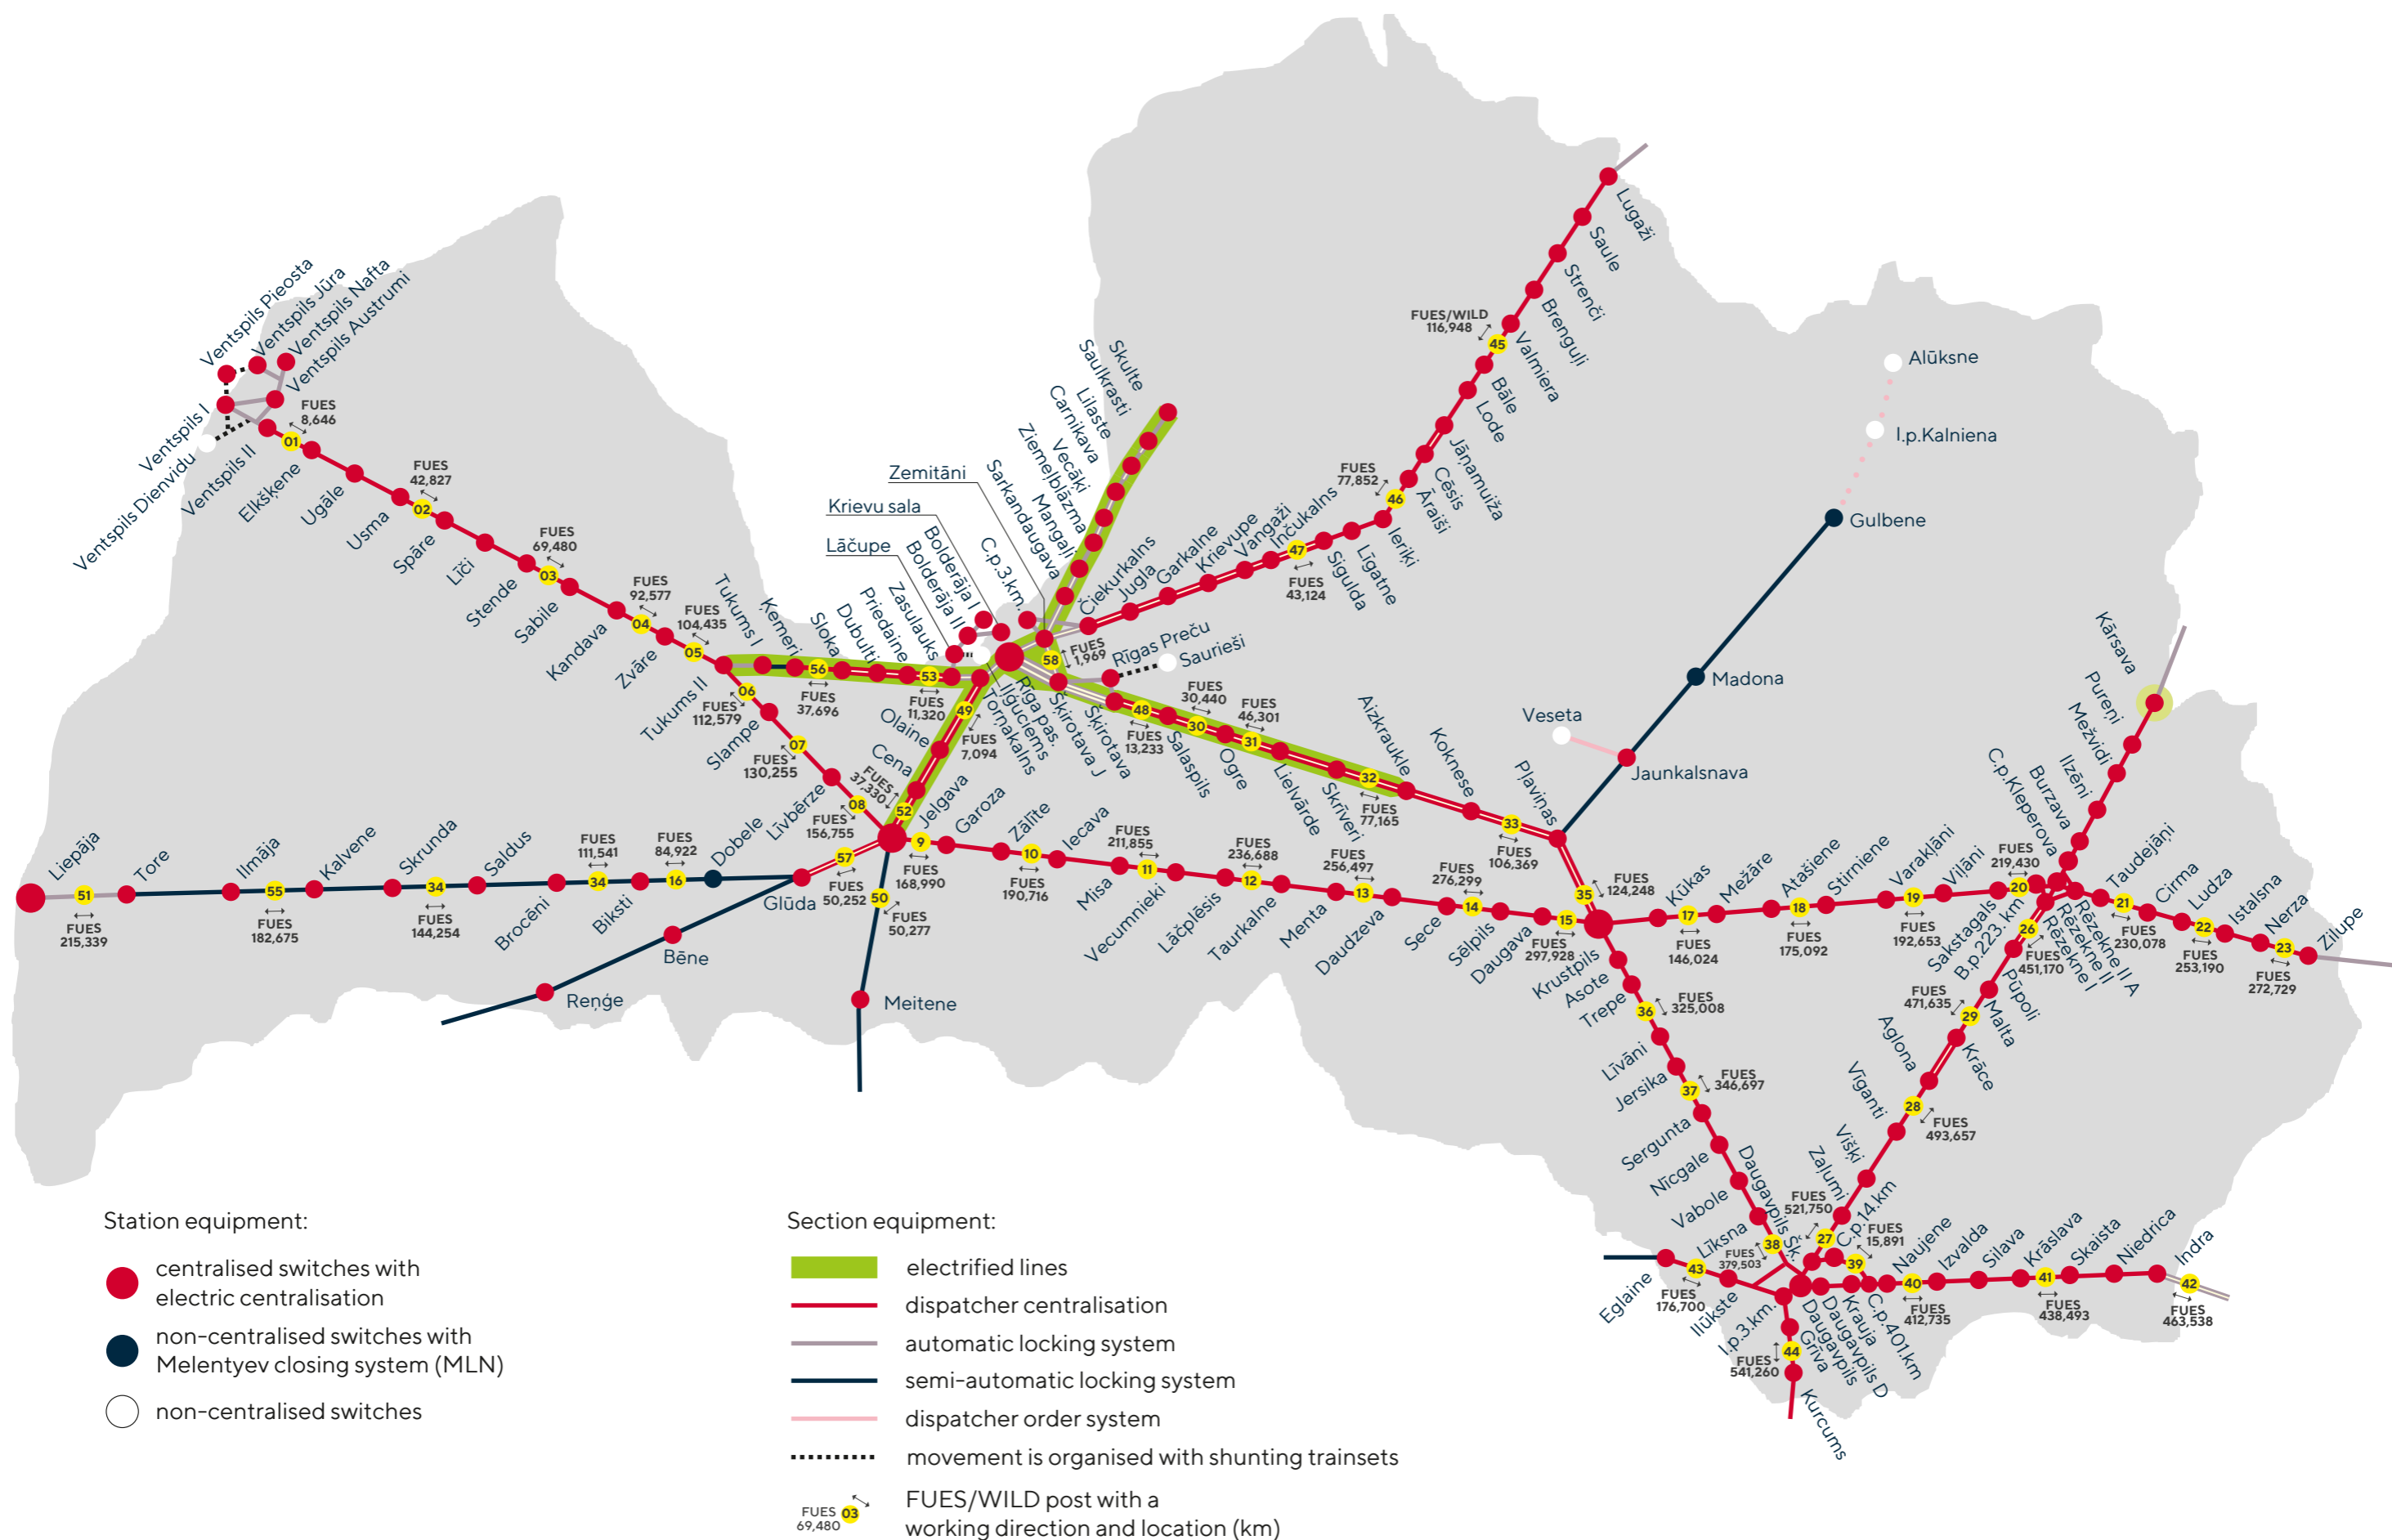 Ventspils Pieosta
Ventspils Jūra
Ventspils Nafta
Ventspils Austrumi
Ventspils I
Ventspils Dienvidu
Ventspils II
FUES
8,646
01
Elkšķene
Ugāle
Usma
FUES
42,827
02
Spāre
Līči
Stende
FUES
69,480
03
Sabile
Kandava
FUES
92,577
04
Zvāre
FUES
104,435
05
Tukums II
Tukums I
Ķemeri
Sloka
56
FUES
37,696
Dubulti
Priedaine
Zasulauks
53
FUES
11,320
Lāčupe
Krievu sala
Zemitāni
Bolderāja II
Bolderāja I
C.p.3.km.
Sarkandaugava
Mangaļi
Ziemeļblāzma
Vecāķi
Carnikava
Lilaste
Saulkrasti
Skulte
Čiekurkalns
Jugla
Garkalne
Krievupe
Vangaži
Inčukalns
47
FUES
43,124
Sigulda
Līgatne
Ieriķi
FUES
77,852
46
Āraiši
Cēsis
Jāņamuiža
Lode
Bāle
FUES/WILD
116,948
45
Valmiera
Brenguļi
Strenči
Saule
Lugaži
58
FUES
1,969
Rīgas Preču
Saurieši
Rīga pas.
Iļģuciems
Torņakalns
Šķirotava J
Šķirotava
48
FUES
13,233
Salaspils
FUES
30,440
30
Ogre
FUES
46,301
31
Lielvārde
Skrīveri
32
FUES
77,165
Aizkraukle
Koknese
33
FUES
106,369
Pļaviņas
Veseta
Jaunkalsnava
Madona
Gulbene
I.p.Kalniena
Alūksne
35
FUES
124,248
06
FUES
112,579
Slampe
07
FUES
130,255
Līvbērze
08
FUES
156,755
Olaine
49
FUES
7,094
Cena
FUES
37,330
52
Jelgava
Liepāja
51
FUES
215,339
Tore
Ilmāja
55
FUES
182,675
Kalvene
Skrunda
34
FUES
144,254
Saldus
Brocēni
FUES
111,541
34
Biksti
FUES
84,922
16
Dobele
Glūda
57
FUES
50,252
Bēne
Reņģe
50
FUES
50,277
Meitene
9
FUES
168,990
Garoza
Zālīte
10
FUES
190,716
Iecava
Misa
FUES
211,855
11
Vecumnieki
Lāčplēsis
FUES
236,688
12
Taurkalne
Menta
FUES
256,497
13
Daudzeva
Sece
FUES
276,299
14
Sēlpils
Daugava
15
FUES
297,928
Krustpils
Kūkas
17
FUES
146,024
Mežāre
Atašiene
18
FUES
175,092
Stirniene
Varakļāni
19
FUES
192,653
Viļāni
Sakstagals
FUES
219,430
20
B.p.223.km
Rēzekne I
Rēzekne II
Rēzekne II A
C.p.Kleperova
Burzava
Ilzēni
Mežvidi
Pureņi
Kārsava
Taudejāņi
21
FUES
230,078
Cirma
Ludza
22
FUES
253,190
Istalsna
Nerza
23
FUES
272,729
Zilupe
26
FUES
451,170
Pūpoli
Malta
FUES
471,635
29
Krāce
Aglona
28
FUES
493,657
Vīganti
Višķi
Zaļumi
FUES
521,750
27
C.p.14.km
FUES
15,891
39
Asote
Trepe
36
FUES
325,008
Līvāni
Jersika
37
FUES
346,697
Sergunta
Nīcgale
Vabole
Līksna
FUES
379,503
38
Daugavpils Šķ.
Eglaine
43
FUES
176,700
Ilūkste
I.p.3.km.
Daugavpils
Daugavpils D
Krauja
C.p.401.km
Naujene
40
FUES
412,735
Izvalda
Silava
Krāslava
41
FUES
438,493
Skaista
Niedrica
Indra
42
FUES
463,538
Grīva
44
FUES
541,260
Kurcums
Station equipment:
centralised switches with
electric centralisation
non-centralised switches with
Melentyev closing system (MLN)
non-centralised switches
Section equipment:
electrified lines
dispatcher centralisation
automatic locking system
semi-automatic locking system
dispatcher order system
movement is organised with shunting trainsets
FUES 03
69,480
FUES/WILD post with a
working direction and location (km)